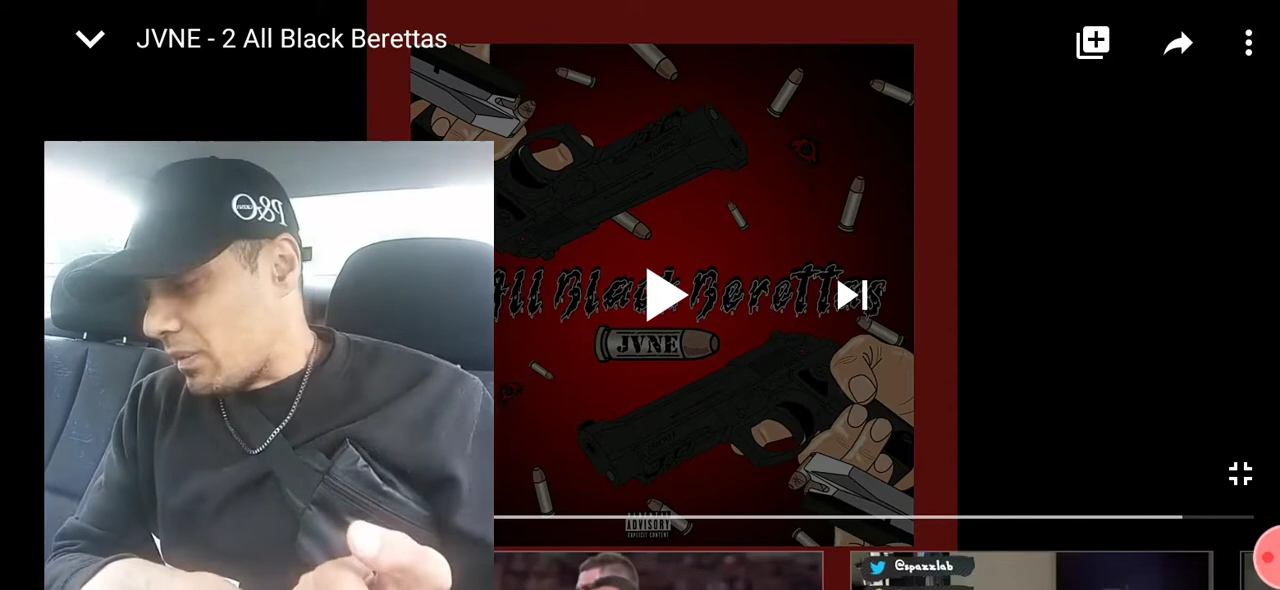 JVNE - 2 All Black Berettas
All Black Berettas
JVNE
ADVISORY
EXPLICIT CONTENT
@spazzlab